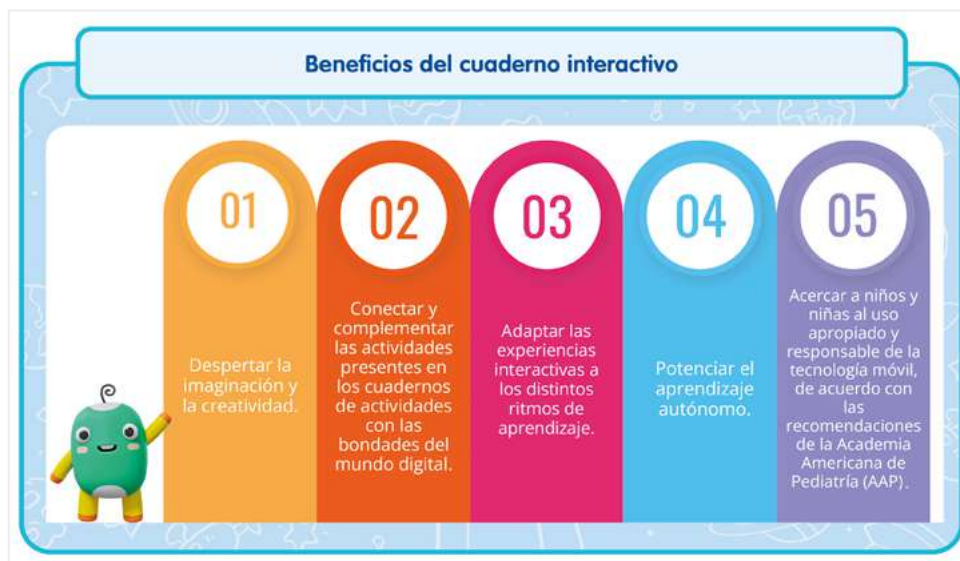 Beneficios del cuaderno interactivo
01
Despertar la
imaginación y
la creatividad.
02
Conectar y
complementar
las actividades
presentes en
los cuadernos
de actividades
con las
bondades del
mundo digital.
03
Adaptar las
experiencias
interactivas a
los distintos
ritmos de
aprendizaje.
04
Potenciar el
aprendizaje
autónomo.
05
Acercar a niños y
niñas al uso
apropiado y
responsable de la
tecnología móvil,
de acuerdo con
las
recomendaciones
de la Academia
Americana de
Pediatría (AAP).